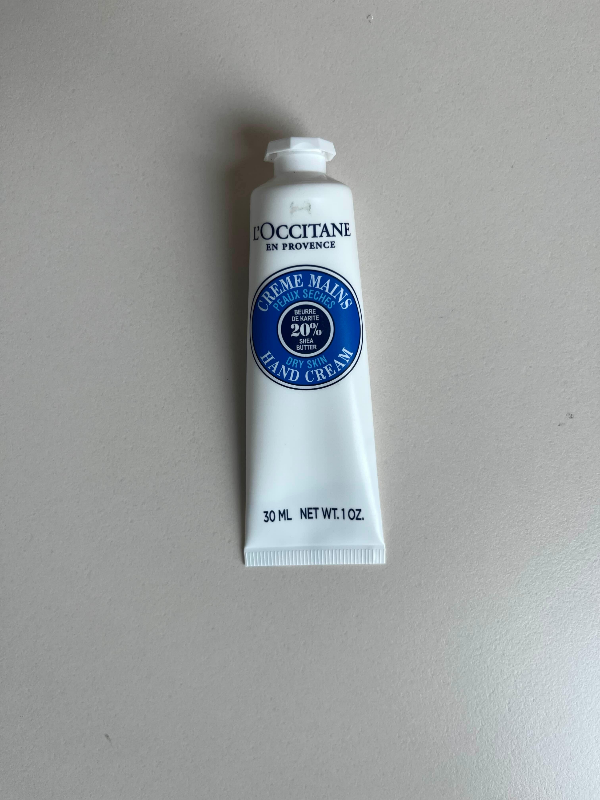 L'OCCITANE
EN PROVENCE
CREME MAINS
PEAUX SECHES
BEURRE
DE KARITE
20%
SHEA
BUTTER
DRY SKIN
HAND CREAM
30 ML NET WT. 1 OZ.